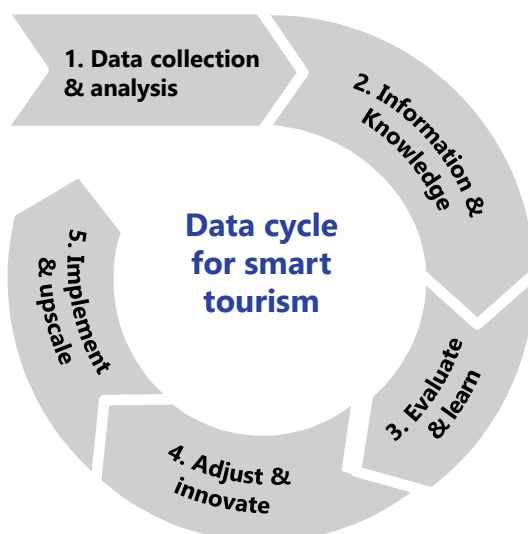 1. Data collection
& analysis
2. Information &
Knowledge
Data cycle
for smart
tourism
3. Evaluate
& learn
4. Adjust &
innovate
5. Implement
& upscale